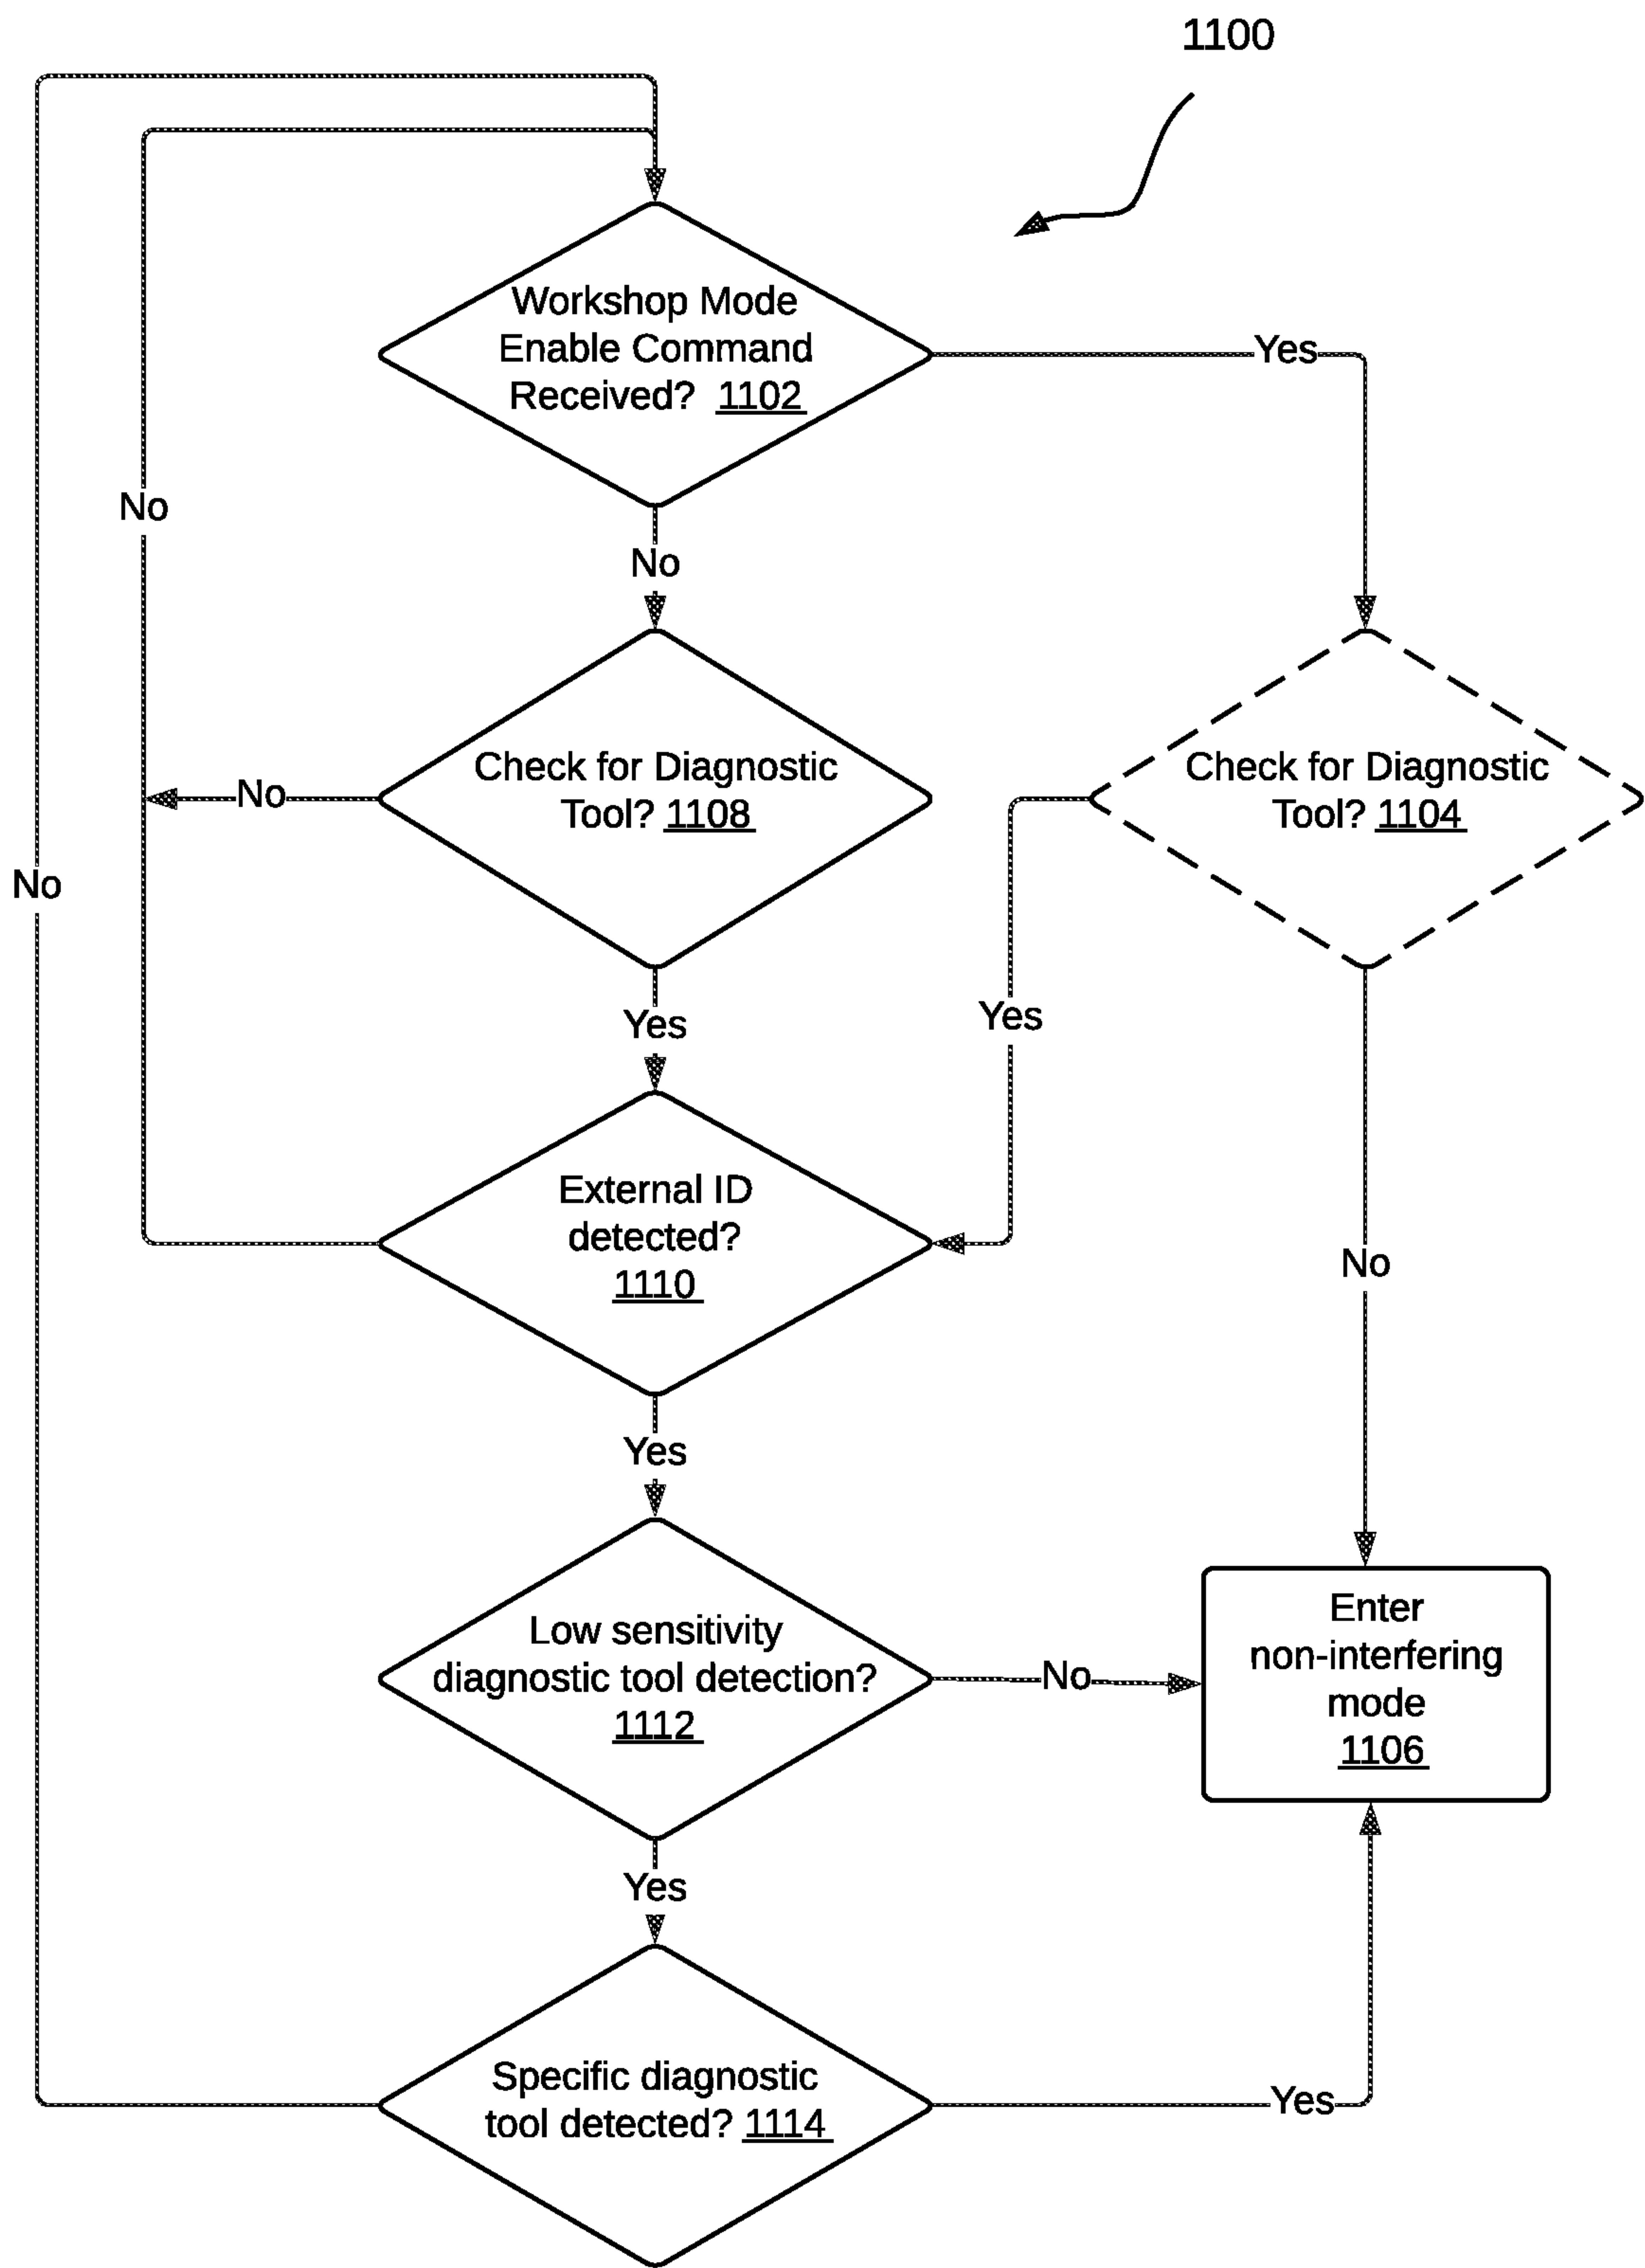 1100
Workshop Mode
Enable Command
Received? 1102
Yes
No
No
Check for Diagnostic
Tool? 1108
No
Check for Diagnostic
Tool? 1104
No
Yes
Yes
External ID
detected?
1110
No
Yes
Low sensitivity
diagnostic tool detection?
1112
No
Enter
non-interfering
mode
1106
Yes
Specific diagnostic
tool detected? 1114
Yes